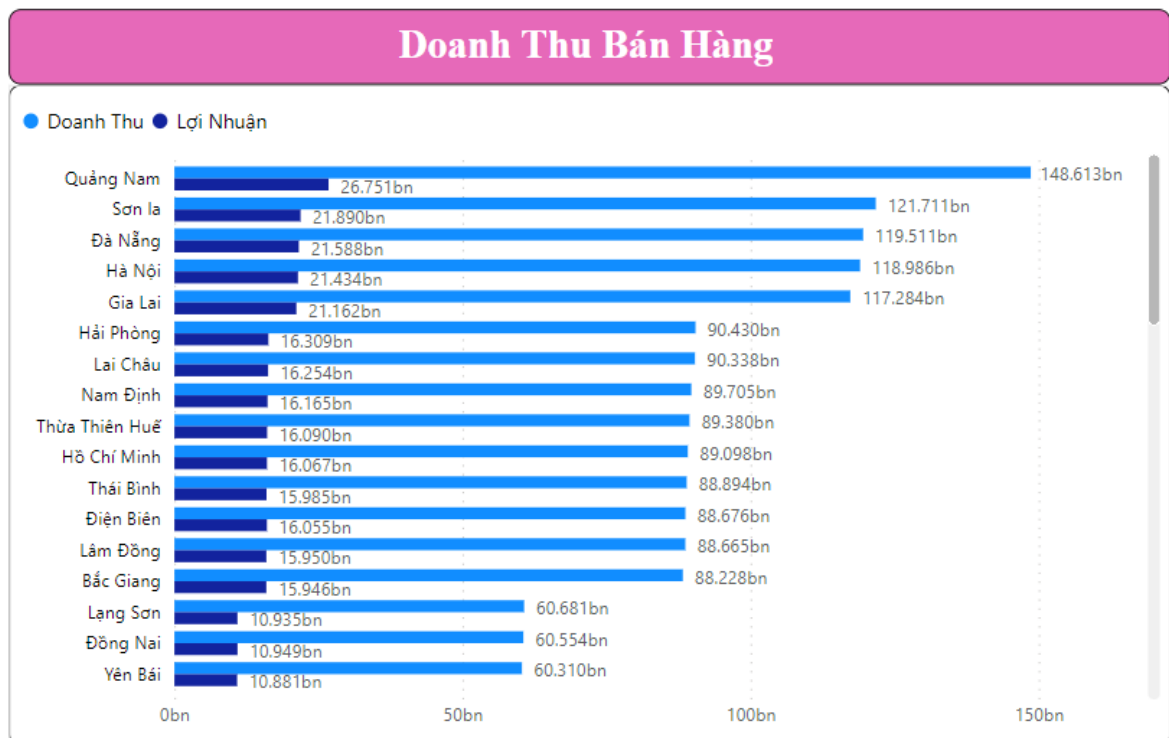 Doanh Thu Bán Hàng
Doanh Thu Lợi Nhuận
Quảng Nam 148.613bn
26.751bn
Sơn la 121.711bn
21.890bn
Đà Nẵng 119.511bn
21.588bn
Hà Nội 118.986bn
21.434bn
Gia Lai 117.284bn
21.162bn
Hải Phòng 90.430bn
16.309bn
Lai Châu 90.338bn
16.254bn
Nam Định 89.705bn
16.165bn
Thừa Thiên Huế 89.380bn
16.090bn
Hồ Chí Minh 89.098bn
16.067bn
Thái Bình 88.894bn
15.985bn
Điện Biên 88.676bn
16.055bn
Lâm Đồng 88.665bn
15.950bn
Bắc Giang 88.228bn
15.946bn
Lạng Sơn 60.681bn
10.935bn
Đồng Nai 60.554bn
10.949bn
Yên Bái 60.310bn
10.881bn
0bn 50bn 100bn 150bn